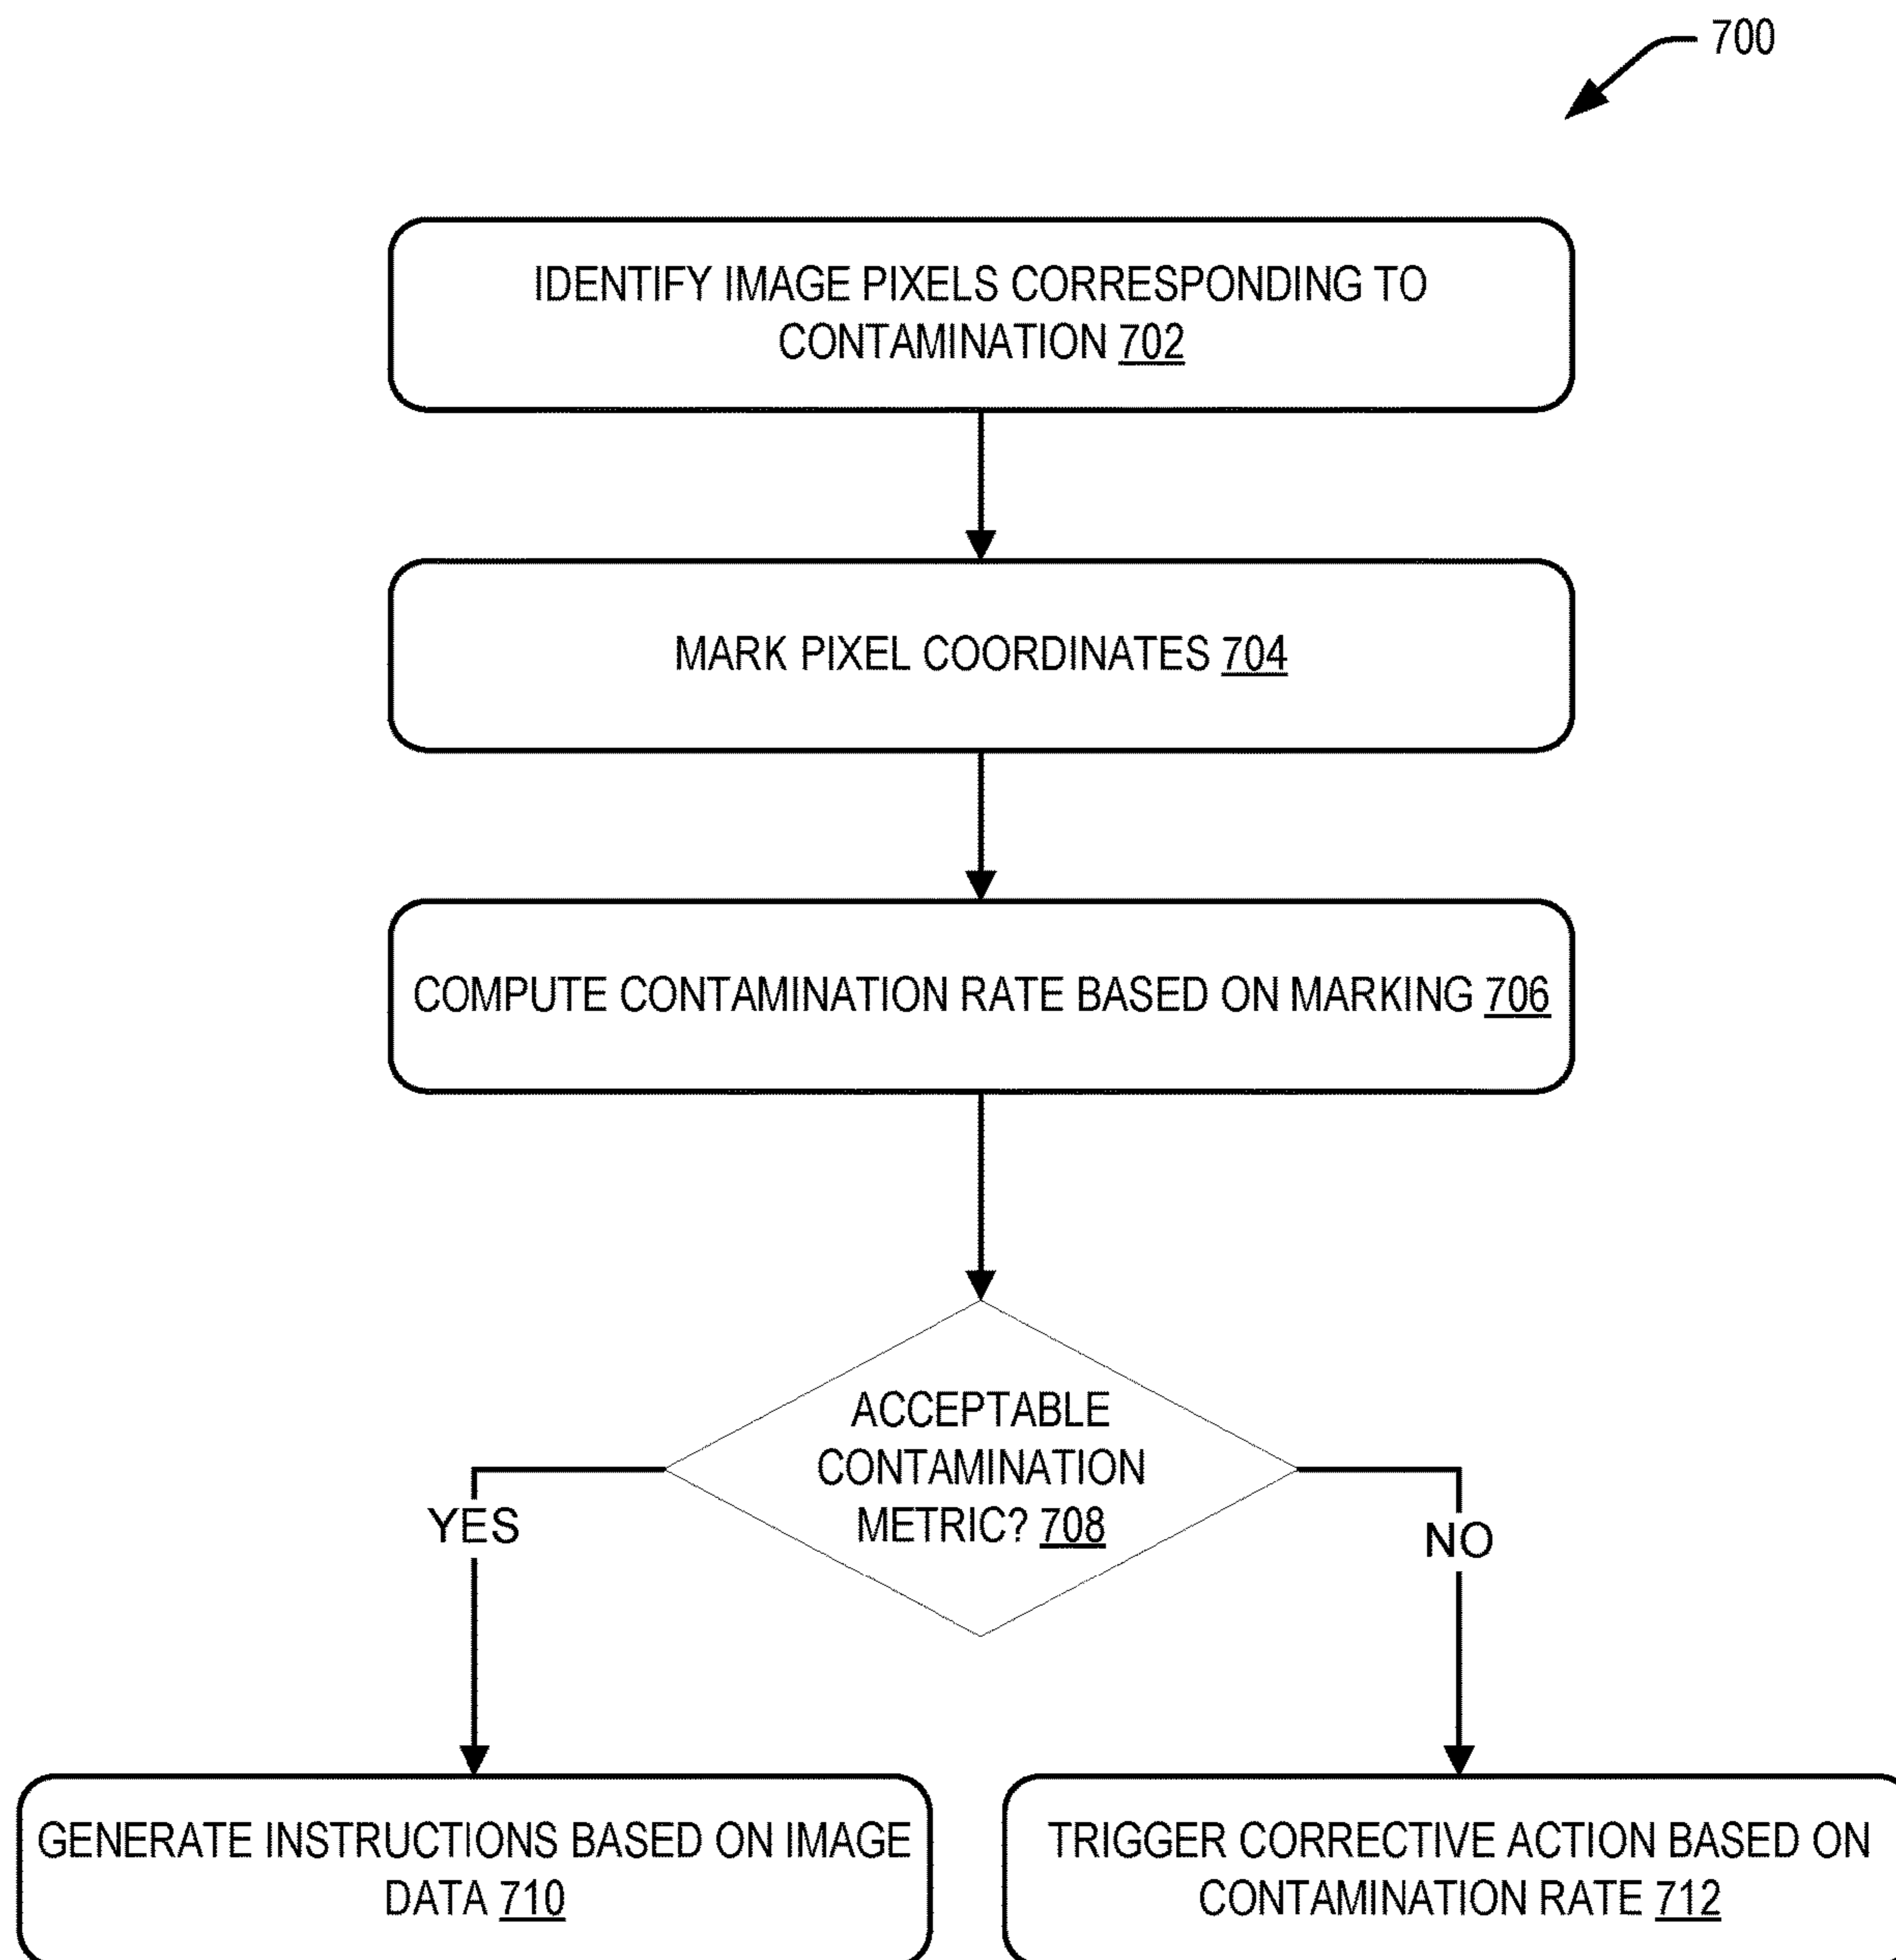 700
IDENTIFY IMAGE PIXELS CORRESPONDING TO
CONTAMINATION 702
MARK PIXEL COORDINATES 704
COMPUTE CONTAMINATION RATE BASED ON MARKING 706
ACCEPTABLE
CONTAMINATION
METRIC? 708
YES
NO
GENERATE INSTRUCTIONS BASED ON IMAGE
DATA 710
TRIGGER CORRECTIVE ACTION BASED ON
CONTAMINATION RATE 712